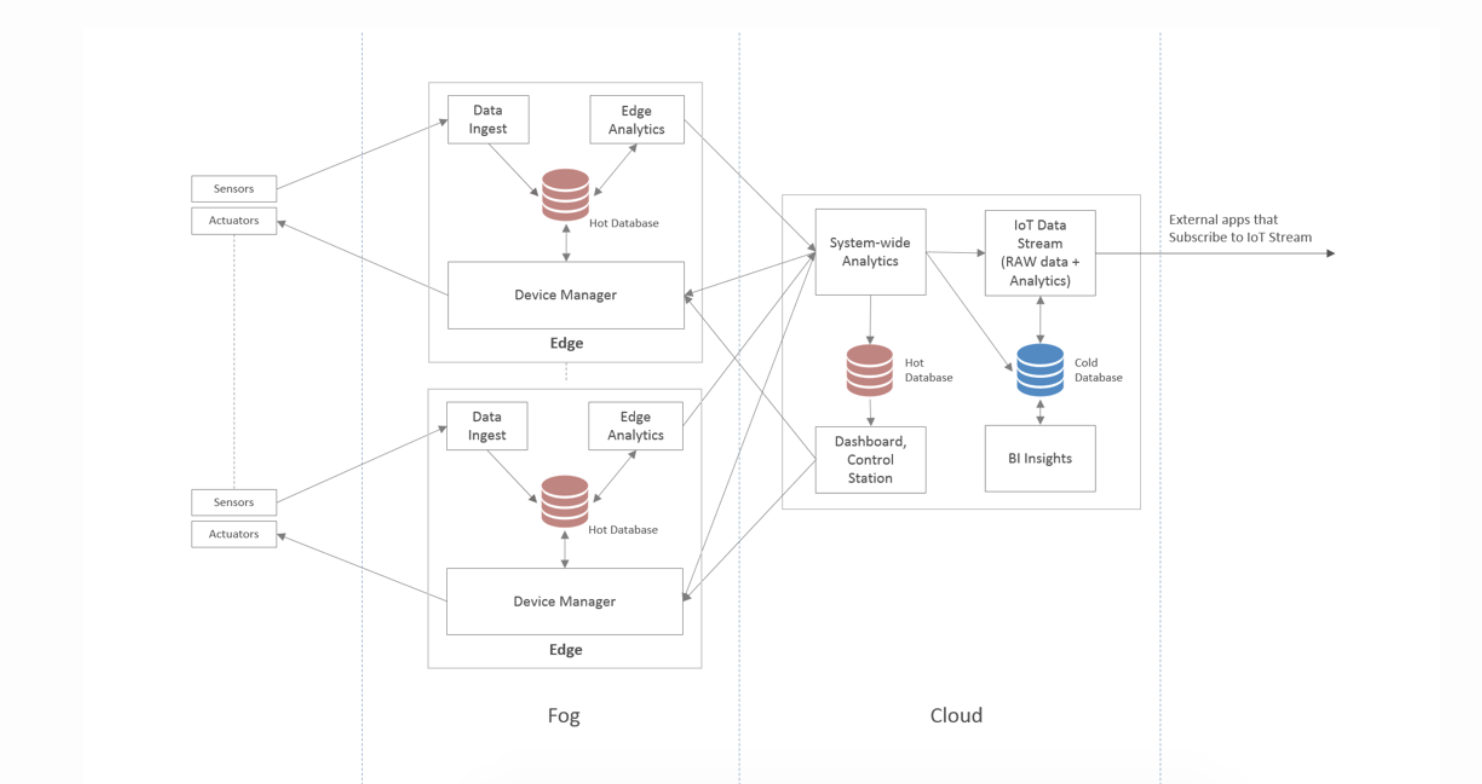 Sensors
Actuators
Data
Ingest
Edge
Analytics
Hot Database
Device Manager
Edge
Sensors
Actuators
Data
Ingest
Edge
Analytics
Hot Database
Device Manager
Edge
Fog
System-wide
Analytics
IoT Data
Stream
(RAW data +
Analytics)
Hot
Database
Cold
Database
Dashboard,
Control
Station
BI Insights
Cloud
External apps that
Subscribe to IoT Stream